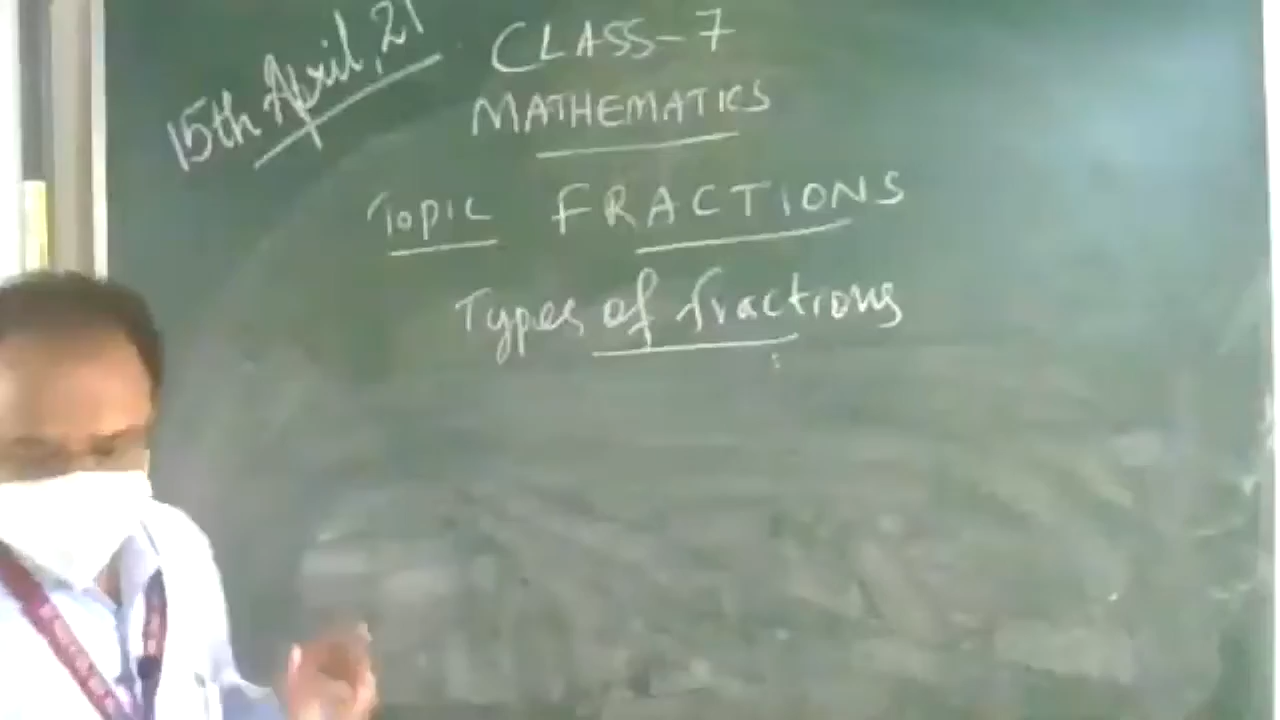 15th April, 21
CLASS-7
MATHEMATICS
Topic FRACTIONS
Types of fractions